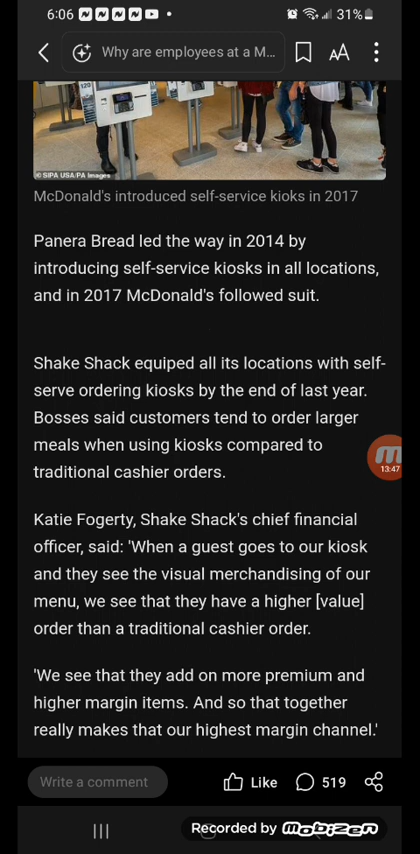 6:06
31%
Why are employees at a M...
AA
120
© SIPA USA/PA Images
McDonald's introduced self-service kioks in 2017
Panera Bread led the way in 2014 by
introducing self-service kiosks in all locations,
and in 2017 McDonald's followed suit.
Shake Shack equiped all its locations with self-
serve ordering kiosks by the end of last year.
Bosses said customers tend to order larger
meals when using kiosks compared to
traditional cashier orders.
13:47
Katie Fogerty, Shake Shack's chief financial
officer, said: 'When a guest goes to our kiosk
and they see the visual merchandising of our
menu, we see that they have a higher [value]
order than a traditional cashier order.
'We see that they add on more premium and
higher margin items. And so that together
really makes that our highest margin channel.'
Write a comment
Like
519
Recorded by mobizen